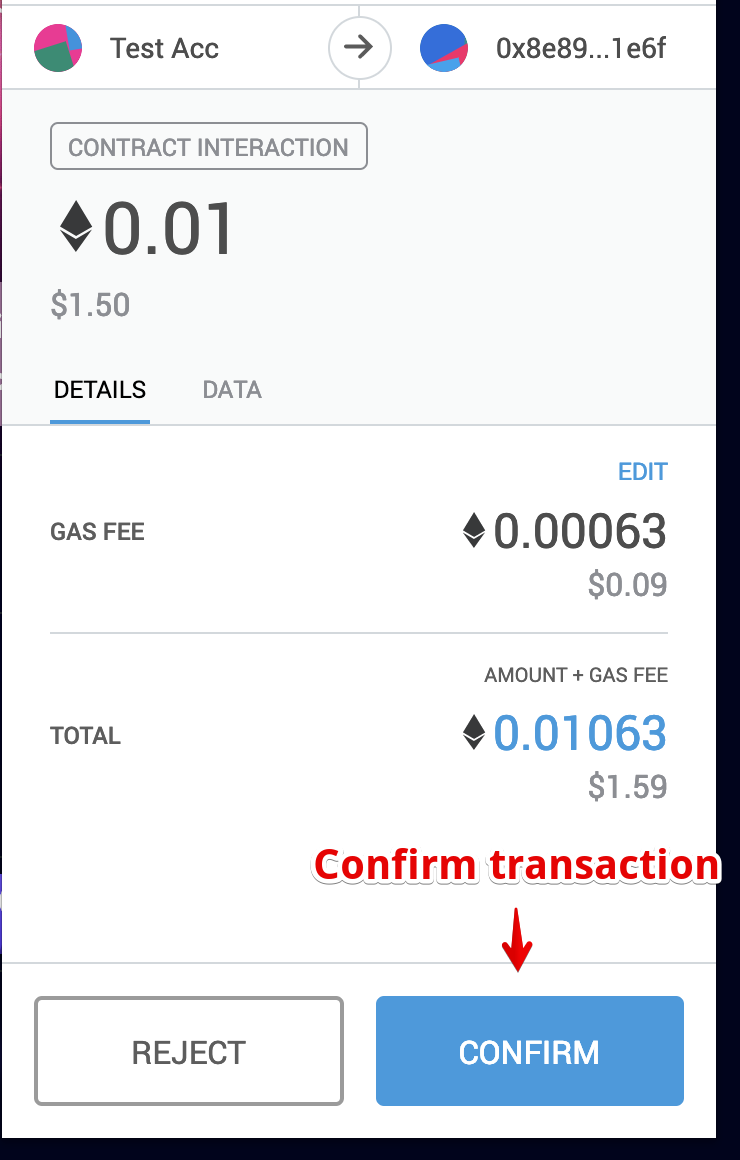 Test Acc
0x8e89...1e6f
CONTRACT INTERACTION
0.01
$1.50
DETAILS
DATA
EDIT
GAS FEE
0.00063
$0.09
AMOUNT + GAS FEE
TOTAL
0.01063
$1.59
Confirm transaction
REJECT
CONFIRM